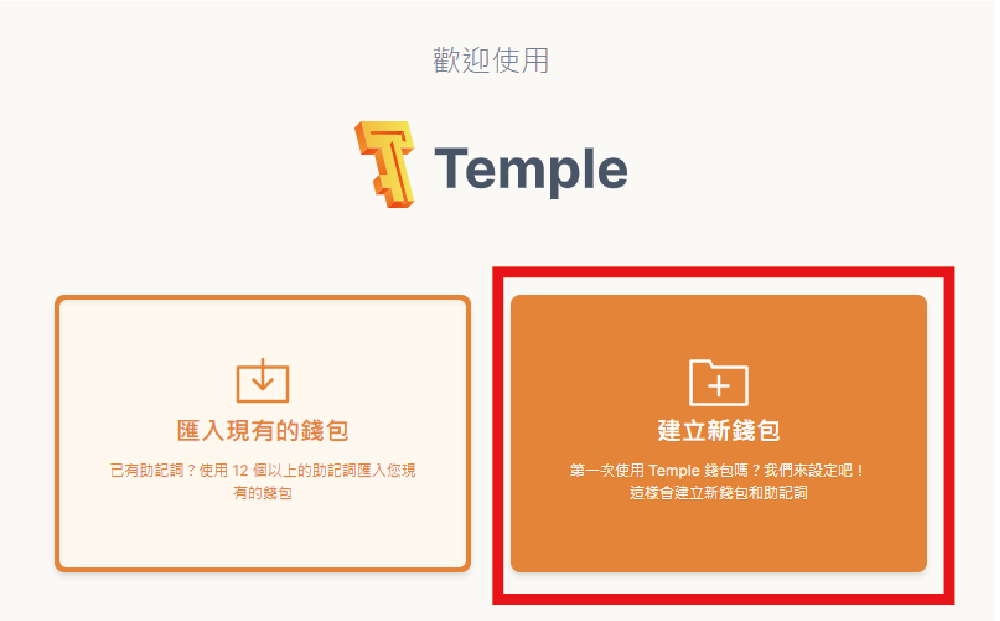 歡迎使用
Temple
匯入現有的錢包
已有助記詞？使用 12 個以上的助記詞匯入您現
有的錢包
建立新錢包
第一次使用 Temple 錢包嗎？我們來設定吧！
這樣會建立新錢包和助記詞